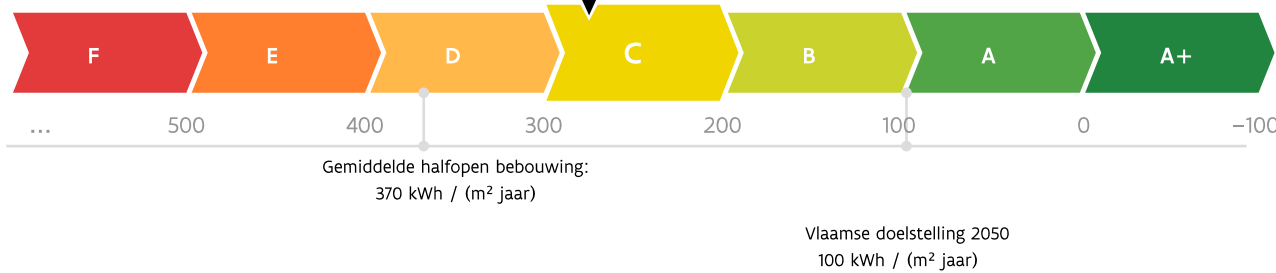 F E D C B A A+
... 500 400 300 200 100 0 −100
Gemiddelde halfopen bebouwing:
370 kWh / (m² jaar)
Vlaamse doelstelling 2050
100 kWh / (m² jaar)